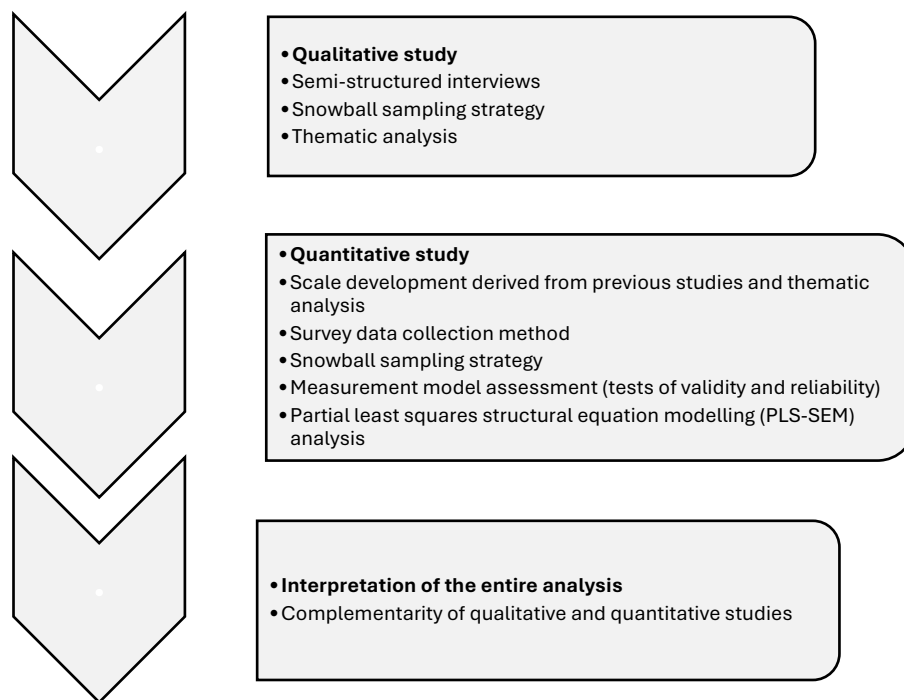 •Qualitative study
•Semi-structured interviews
•Snowball sampling strategy
•Thematic analysis
•Quantitative study
•Scale development derived from previous studies and thematic
analysis
•Survey data collection method
•Snowball sampling strategy
•Measurement model assessment (tests of validity and reliability)
•Partial least squares structural equation modelling (PLS-SEM)
analysis
•Interpretation of the entire analysis
•Complementarity of qualitative and quantitative studies